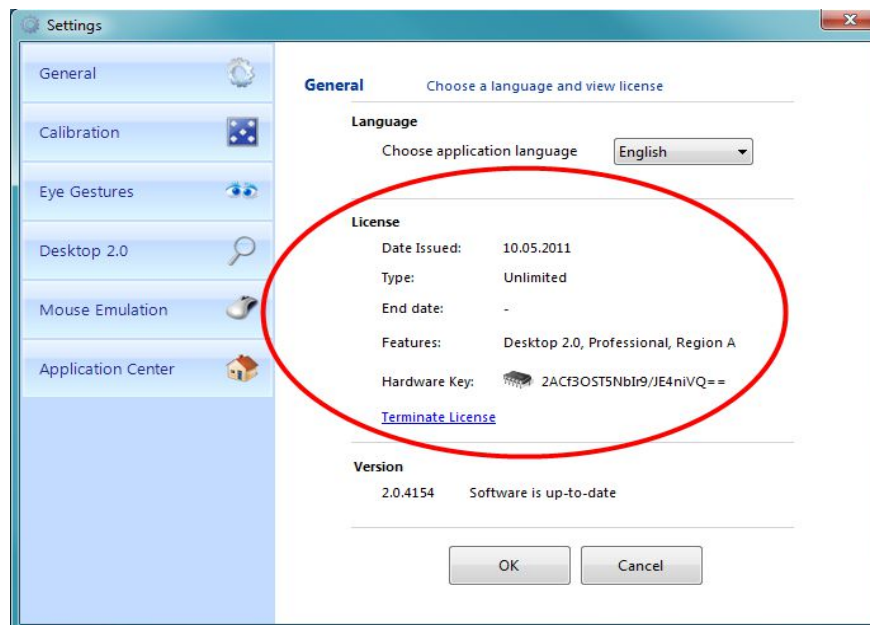 Settings
General
Calibration
Eye Gestures
Desktop 2.0
Mouse Emulation
Application Center
General Choose a language and view license
Language
Choose application language English
License
Date Issued: 10.05.2011
Type: Unlimited
End date: -
Features: Desktop 2.0, Professional, Region A
Hardware Key: 2ACf3OST5NbIr9/JE4niVQ==
Terminate License
Version
2.0.4154 Software is up-to-date
OK Cancel